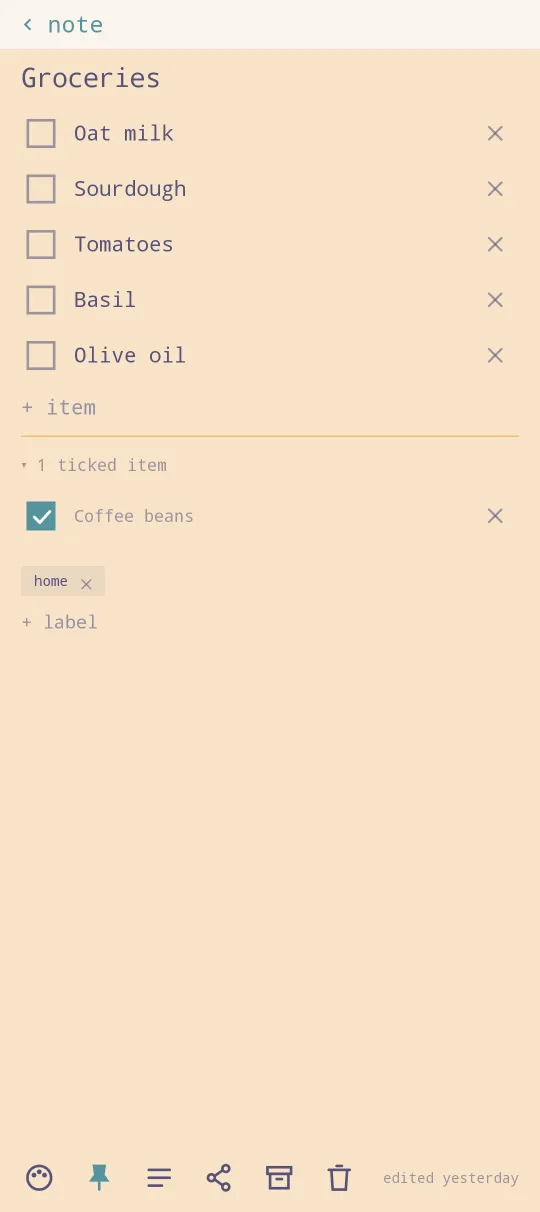 note
Groceries
Oat milk
Sourdough
Tomatoes
Basil
Olive oil
+ item
1 ticked item
Coffee beans
home
+ label
edited yesterday